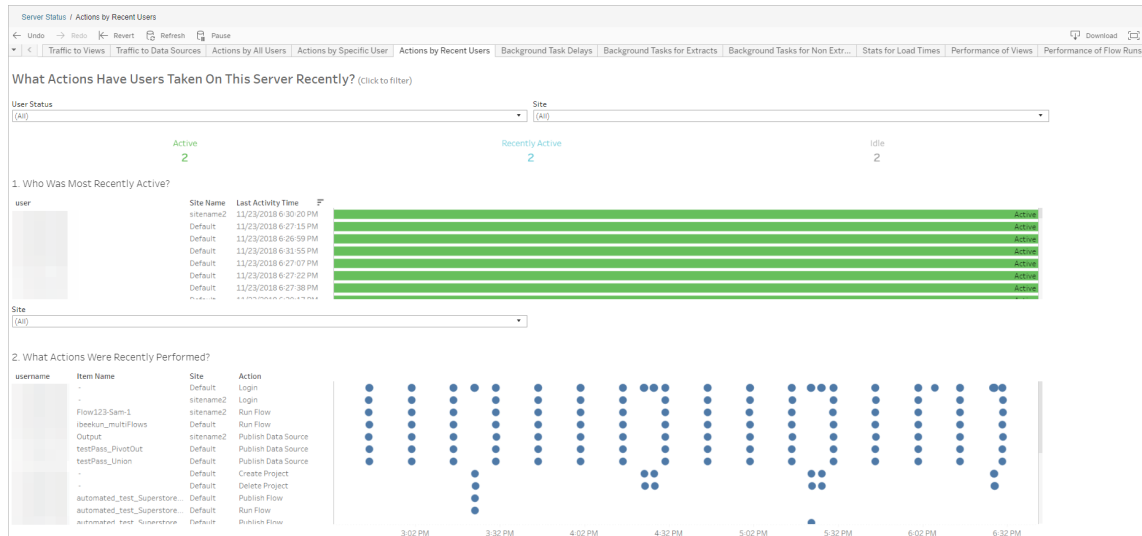 Server Status / Actions by Recent Users
Undo Redo Revert Refresh Pause Download
Traffic to Views Traffic to Data Sources Actions by All Users Actions by Specific User Actions by Recent Users Background Task Delays Background Tasks for Extracts Background Tasks for Non Extr... Stats for Load Times Performance of Views Performance of Flow Runs
What Actions Have Users Taken On This Server Recently? (Click to filter)
User Status Site
(All) (All)
Active Recently Active Idle
2 2 2
1. Who Was Most Recently Active?
user Site Name Last Activity Time
sitename2 11/23/2018 6:30:20 PM Active
Default 11/23/2018 6:27:15 PM Active
Default 11/23/2018 6:26:59 PM Active
Default 11/23/2018 6:31:55 PM Active
Default 11/23/2018 6:27:07 PM Active
Default 11/23/2018 6:27:22 PM Active
Default 11/23/2018 6:27:38 PM Active
Site
(All)
2. What Actions Were Recently Performed?
username Item Name Site Action
- Default Login
- sitename2 Login
Flow123-Sam-1 sitename2 Run Flow
ibeekun_multiFlows Default Run Flow
Output sitename2 Publish Data Source
testPass_PivotOut Default Publish Data Source
testPass_Union Default Publish Data Source
- Default Create Project
- Default Delete Project
automated_test_Superstore... Default Publish Flow
automated_test_Superstore... Default Run Flow
automated_test_Superstore... Default Publish Flow
3:02 PM 3:32 PM 4:02 PM 4:32 PM 5:02 PM 5:32 PM 6:02 PM 6:32 PM